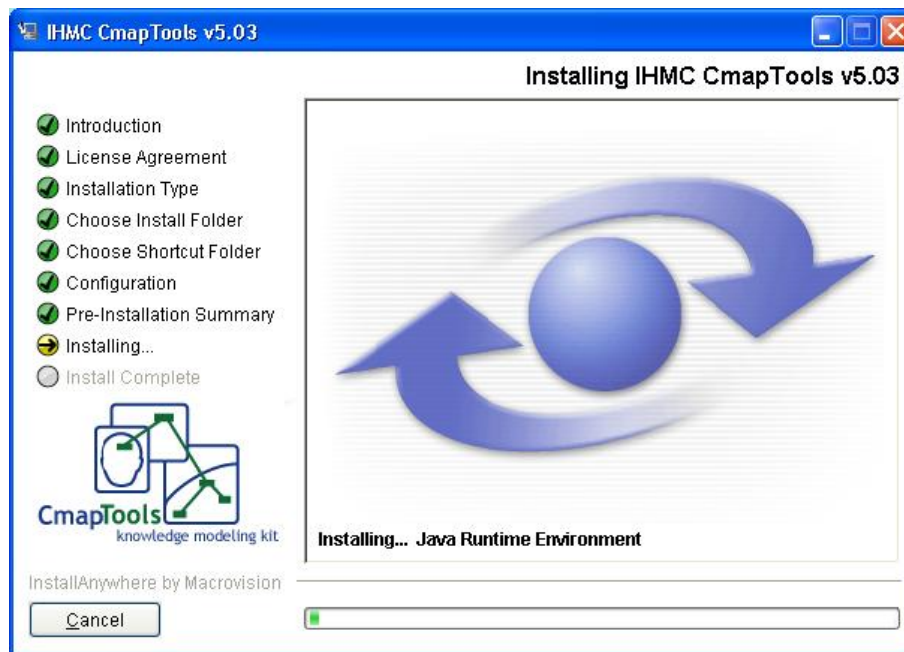 IHMC CmapTools v5.03
Installing IHMC CmapTools v5.03
Introduction
License Agreement
Installation Type
Choose Install Folder
Choose Shortcut Folder
Configuration
Pre-Installation Summary
Installing...
Install Complete
CmapTools
knowledge modeling kit
Installing... Java Runtime Environment
InstallAnywhere by Macrovision
Cancel